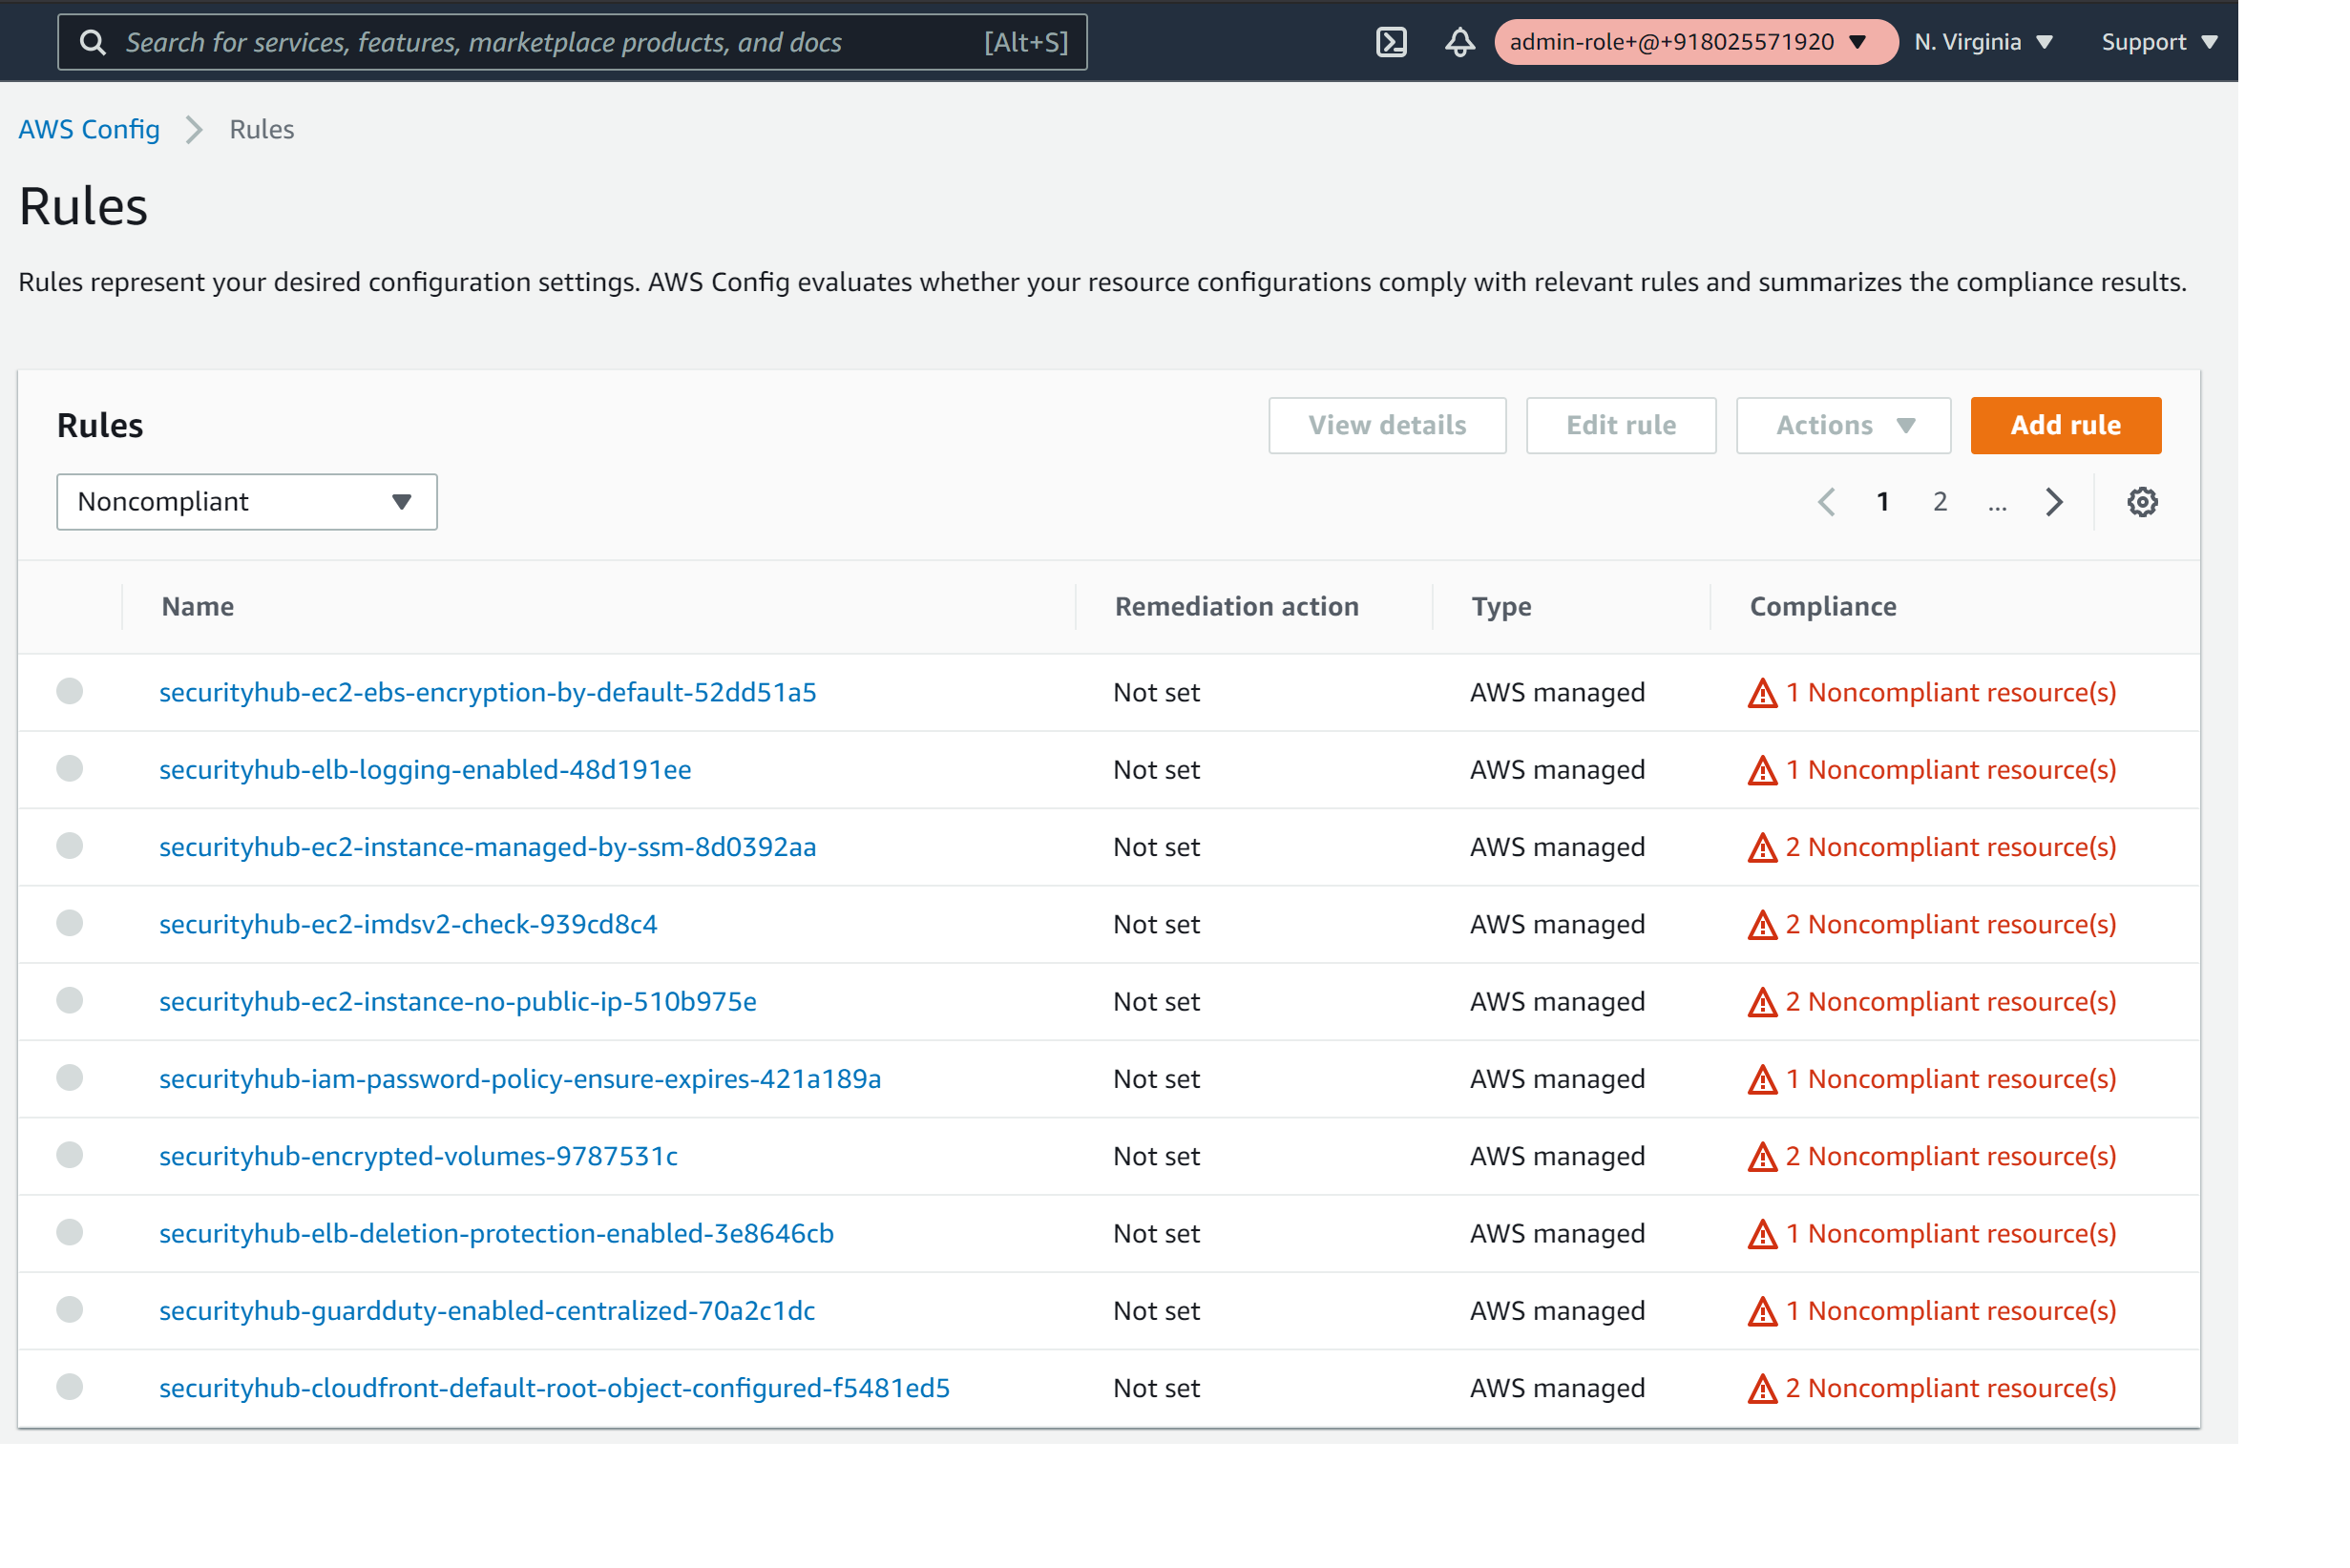 Search for services, features, marketplace products, and docs [Alt+S] admin-role+@+918025571920 N. Virginia Support
AWS Config Rules
Rules
Rules represent your desired configuration settings. AWS Config evaluates whether your resource configurations comply with relevant rules and summarizes the compliance results.
Rules View details Edit rule Actions Add rule
Noncompliant 1 2 ...
Name Remediation action Type Compliance
securityhub-ec2-ebs-encryption-by-default-52dd51a5 Not set AWS managed 1 Noncompliant resource(s)
securityhub-elb-logging-enabled-48d191ee Not set AWS managed 1 Noncompliant resource(s)
securityhub-ec2-instance-managed-by-ssm-8d0392aa Not set AWS managed 2 Noncompliant resource(s)
securityhub-ec2-imdsv2-check-939cd8c4 Not set AWS managed 2 Noncompliant resource(s)
securityhub-ec2-instance-no-public-ip-510b975e Not set AWS managed 2 Noncompliant resource(s)
securityhub-iam-password-policy-ensure-expires-421a189a Not set AWS managed 1 Noncompliant resource(s)
securityhub-encrypted-volumes-9787531c Not set AWS managed 2 Noncompliant resource(s)
securityhub-elb-deletion-protection-enabled-3e8646cb Not set AWS managed 1 Noncompliant resource(s)
securityhub-guardduty-enabled-centralized-70a2c1dc Not set AWS managed 1 Noncompliant resource(s)
securityhub-cloudfront-default-root-object-configured-f5481ed5 Not set AWS managed 2 Noncompliant resource(s)